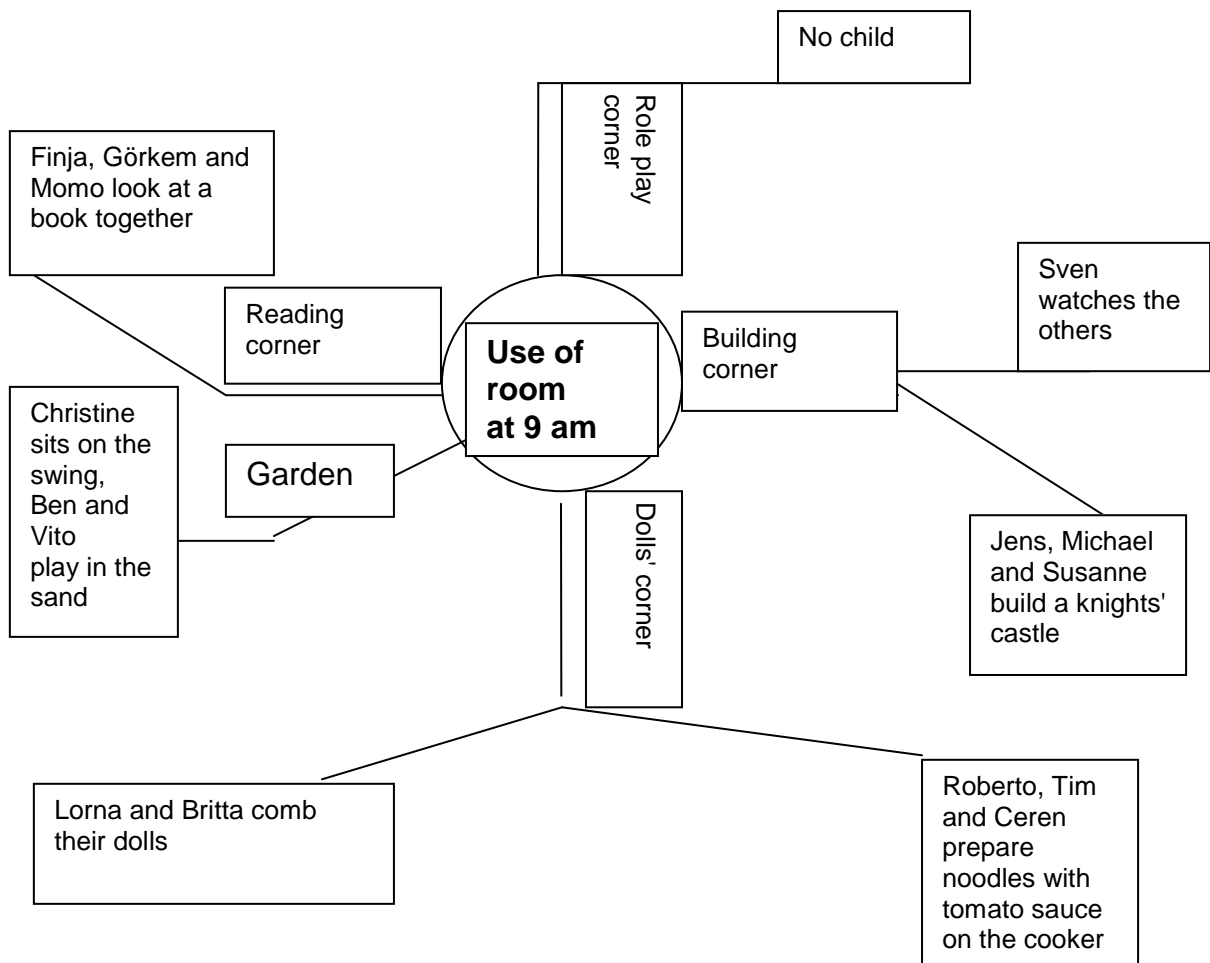 No child
Role play
corner
Finja, Görkem and
Momo look at a
book together
Reading
corner
Use of
room
at 9 am
Building
corner
Sven
watches the
others
Christine
sits on the
swing,
Ben and
Vito
play in the
sand
Garden
Dolls' corner
Jens, Michael
and Susanne
build a knights'
castle
Lorna and Britta comb
their dolls
Roberto, Tim
and Ceren
prepare
noodles with
tomato sauce
on the cooker